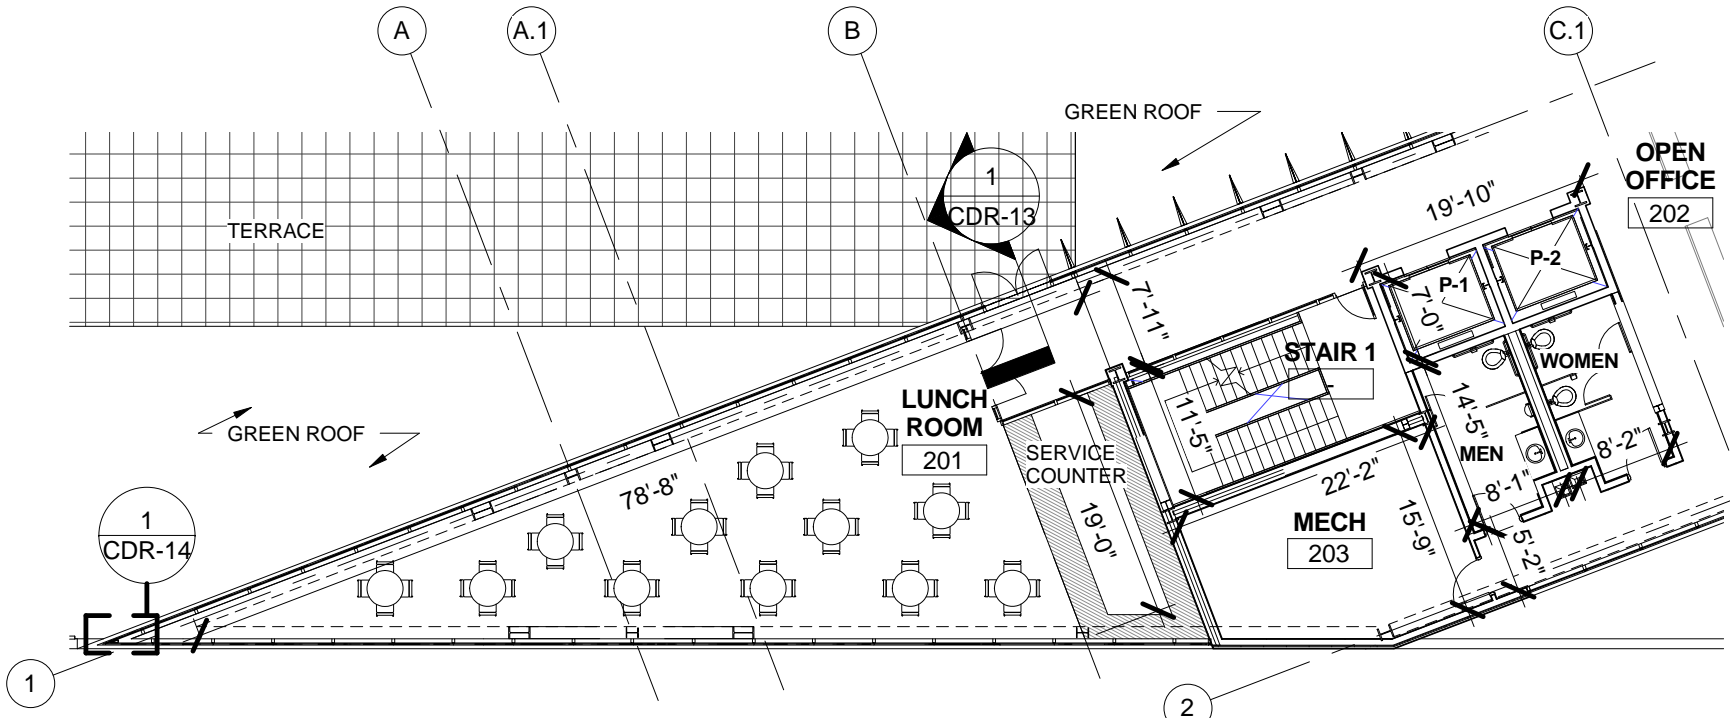 A
A.1
B
C.1
GREEN ROOF
OPEN
OFFICE
202
1
CDR-13
19'-10"
TERRACE
P-2
P-1
7'-0"
7'-11"
STAIR 1
WOMEN
LUNCH
ROOM
201
11'-5"
14'-5"
GREEN ROOF
SERVICE
COUNTER
MEN
8'-2"
78'-8"
22'-2"
8'-1"
1
CDR-14
19'-0"
MECH
203
15'-9"
5'-2"
1
2